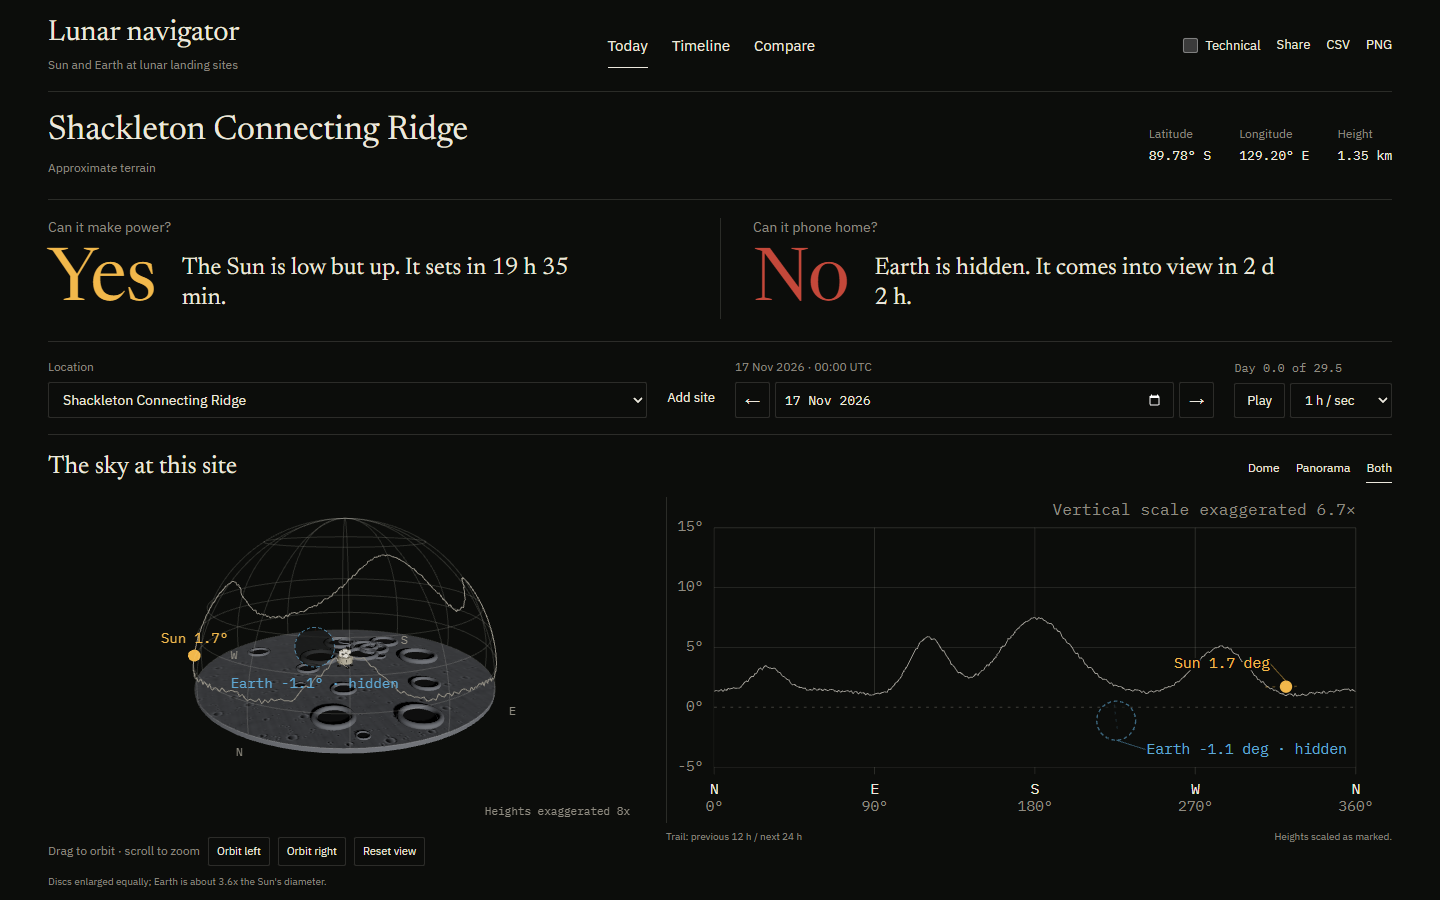 Lunar navigator
Sun and Earth at lunar landing sites
Today Timeline Compare
Technical Share CSV PNG
Shackleton Connecting Ridge
Approximate terrain
Latitude Longitude Height
89.78° S 129.20° E 1.35 km
Can it make power?
Yes
The Sun is low but up. It sets in 19 h 35
min.
Can it phone home?
No
Earth is hidden. It comes into view in 2 d
2 h.
Location
Shackleton Connecting Ridge
Add site
17 Nov 2026 · 00:00 UTC
← 17 Nov 2026 →
Day 0.0 of 29.5
Play 1 h / sec
The sky at this site
Dome Panorama Both
Sun 1.7°
S
W
Earth -1.1° · hidden
E
N
Heights exaggerated 8x
Vertical scale exaggerated 6.7×
15°
10°
5°
0°
-5°
Sun 1.7 deg
Earth -1.1 deg · hidden
N E S W N
0° 90° 180° 270° 360°
Trail: previous 12 h / next 24 h
Heights scaled as marked.
Drag to orbit · scroll to zoom Orbit left Orbit right Reset view
Discs enlarged equally; Earth is about 3.6x the Sun's diameter.